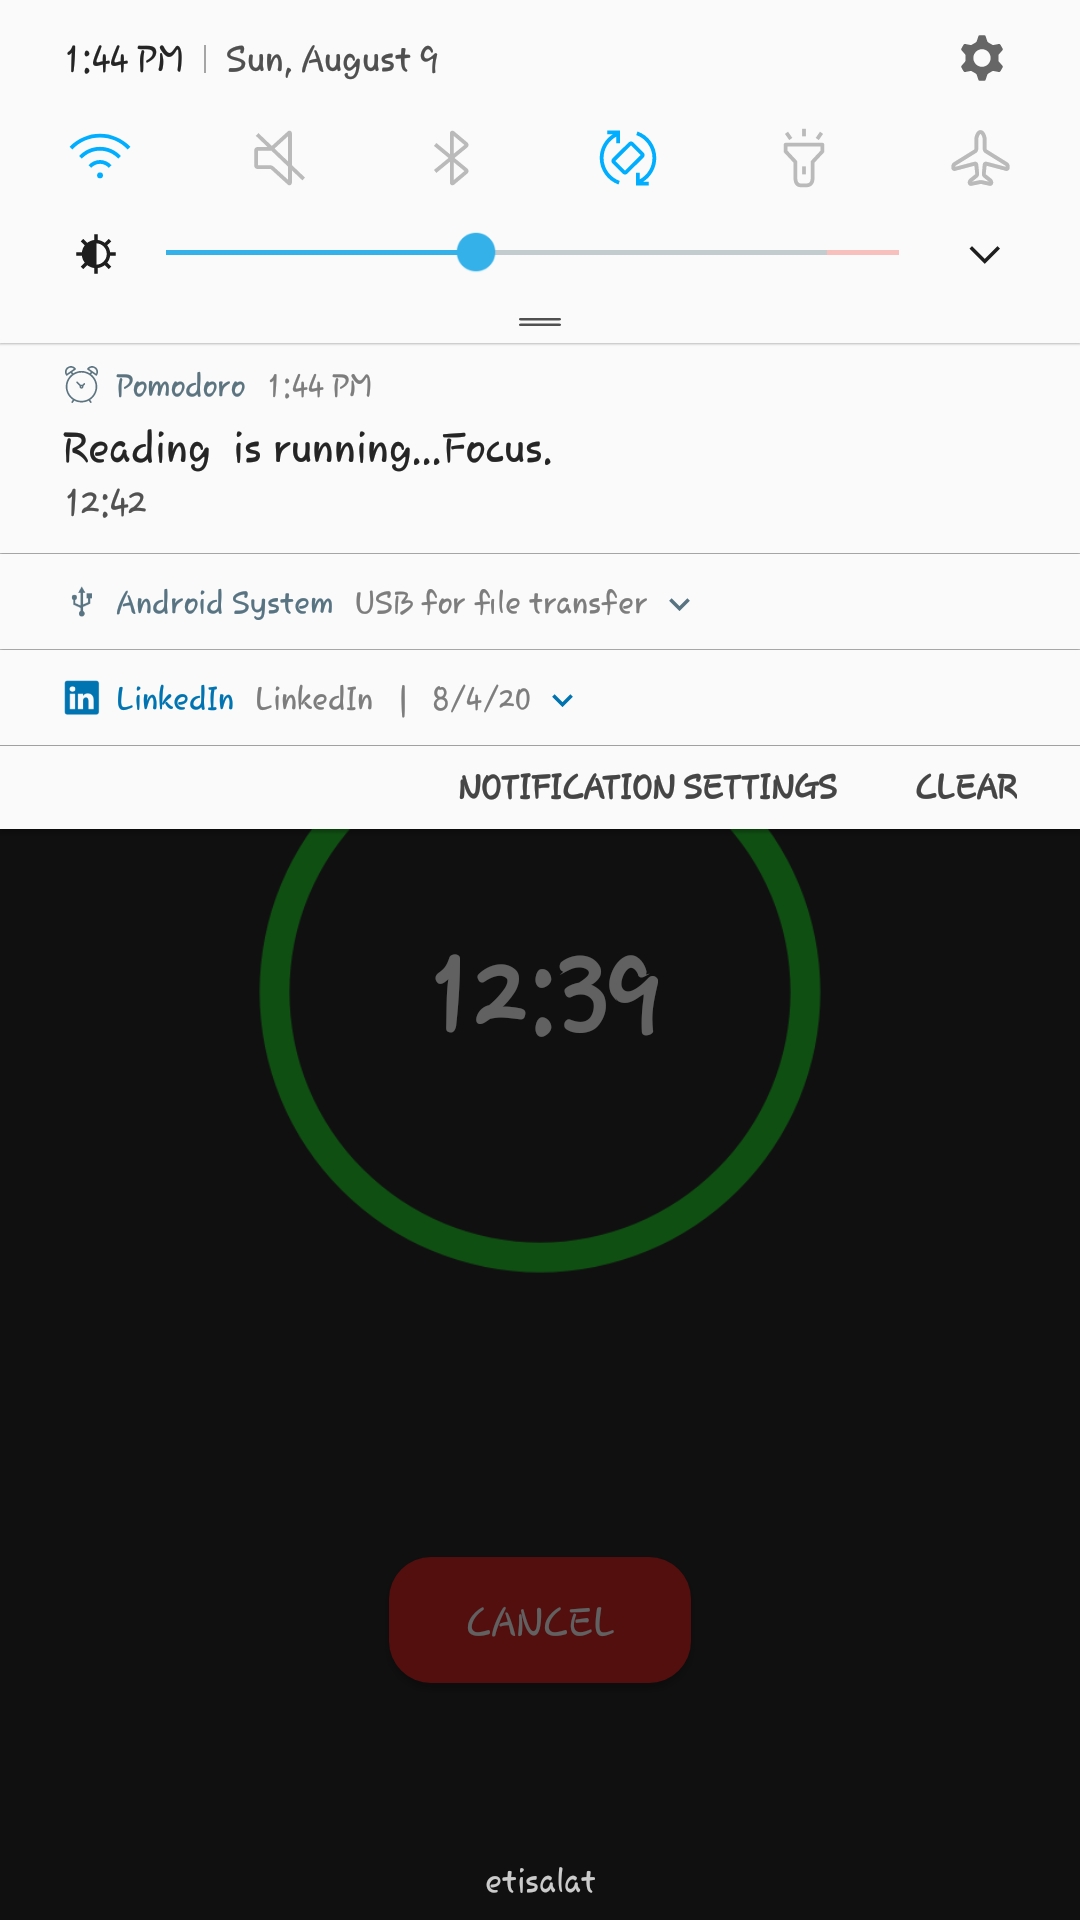 1:44 PM | Sun, August 9
Pomodoro 1:44 PM
Reading is running...Focus.
12:42
Android System USB for file transfer
in LinkedIn LinkedIn | 8/4/20
NOTIFICATION SETTINGS CLEAR
12:39
CANCEL
etisalat